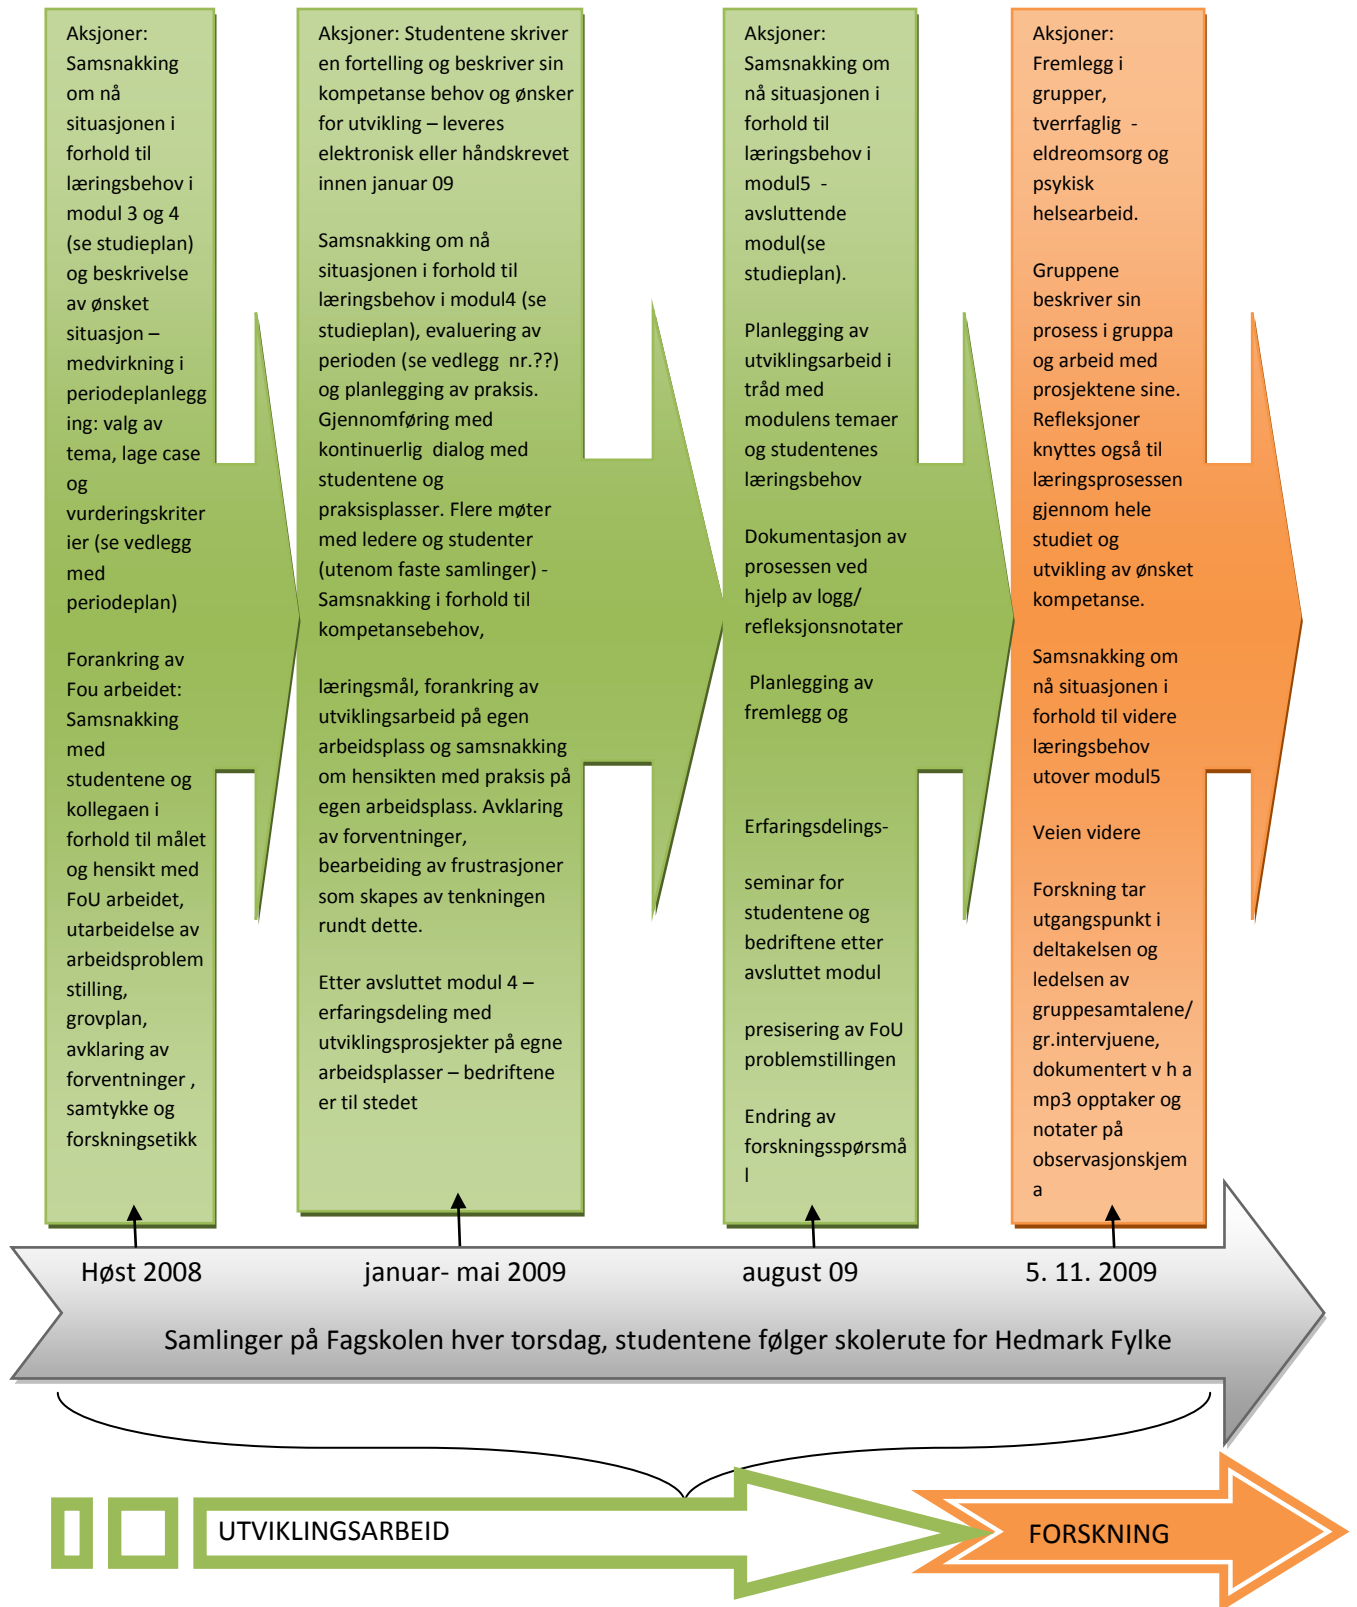 Aksjoner:
Samsnakking
om nå
situasjonen i
forhold til
læringsbehov i
modul 3 og 4
(se studieplan)
og beskrivelse
av ønsket
situasjon –
medvirkning i
periodeplanlegg
ing: valg av
tema, lage case
og
vurderingskriter
ier (se vedlegg
med
periodeplan)
Forankring av
Fou arbeidet:
Samsnakking
med
studentene og
kollegaen i
forhold til målet
og hensikt med
FoU arbeidet,
utarbeidelse av
arbeidsproblem
stilling,
grovplan,
avklaring av
forventninger ,
samtykke og
forskningsetikk
Aksjoner: Studentene skriver
en fortelling og beskriver sin
kompetanse behov og ønsker
for utvikling – leveres
elektronisk eller håndskrevet
innen januar 09
Samsnakking om nå
situasjonen i forhold til
læringsbehov i modul4 (se
studieplan), evaluering av
perioden (se vedlegg nr.??)
og planlegging av praksis.
Gjennomføring med
kontinuerlig dialog med
studentene og
praksisplasser. Flere møter
med ledere og studenter
(utenom faste samlinger) -
Samsnakking i forhold til
kompetansebehov,
læringsmål, forankring av
utviklingsarbeid på egen
arbeidsplass og samsnakking
om hensikten med praksis på
egen arbeidsplass. Avklaring
av forventninger,
bearbeiding av frustrasjoner
som skapes av tenkningen
rundt dette.
Etter avsluttet modul 4 –
erfaringsdeling med
utviklingsprosjekter på egne
arbeidsplasser – bedriftene
er til stedet
Aksjoner:
Samsnakking om
nå situasjonen i
forhold til
læringsbehov i
modul5 -
avsluttende
modul(se
studieplan).
Planlegging av
utviklingsarbeid i
tråd med
modulens temaer
og studentenes
læringsbehov
Dokumentasjon av
prosessen ved
hjelp av logg/
refleksjonsnotater
Planlegging av
fremlegg og
Erfaringsdelings-
seminar for
studentene og
bedriftene etter
avsluttet modul
presisering av FoU
problemstillingen
Endring av
forskningsspørsmå
l
Aksjoner:
Fremlegg i
grupper,
tverrfaglig -
eldreomsorg og
psykisk
helsearbeid.
Gruppene
beskriver sin
prosess i gruppa
og arbeid med
prosjektene sine.
Refleksjoner
knyttes også til
læringsprosessen
gjennom hele
studiet og
utvikling av ønsket
kompetanse.
Samsnakking om
nå situasjonen i
forhold til videre
læringsbehov
utover modul5
Veien videre
Forskning tar
utgangspunkt i
deltakelsen og
ledelsen av
gruppesamtalene/
gr.intervjuene,
dokumentert v h a
mp3 opptaker og
notater på
observasjonskjem
a
Høst 2008
januar- mai 2009
august 09
5. 11. 2009
Samlinger på Fagskolen hver torsdag, studentene følger skolerute for Hedmark Fylke
UTVIKLINGSARBEID
FORSKNING